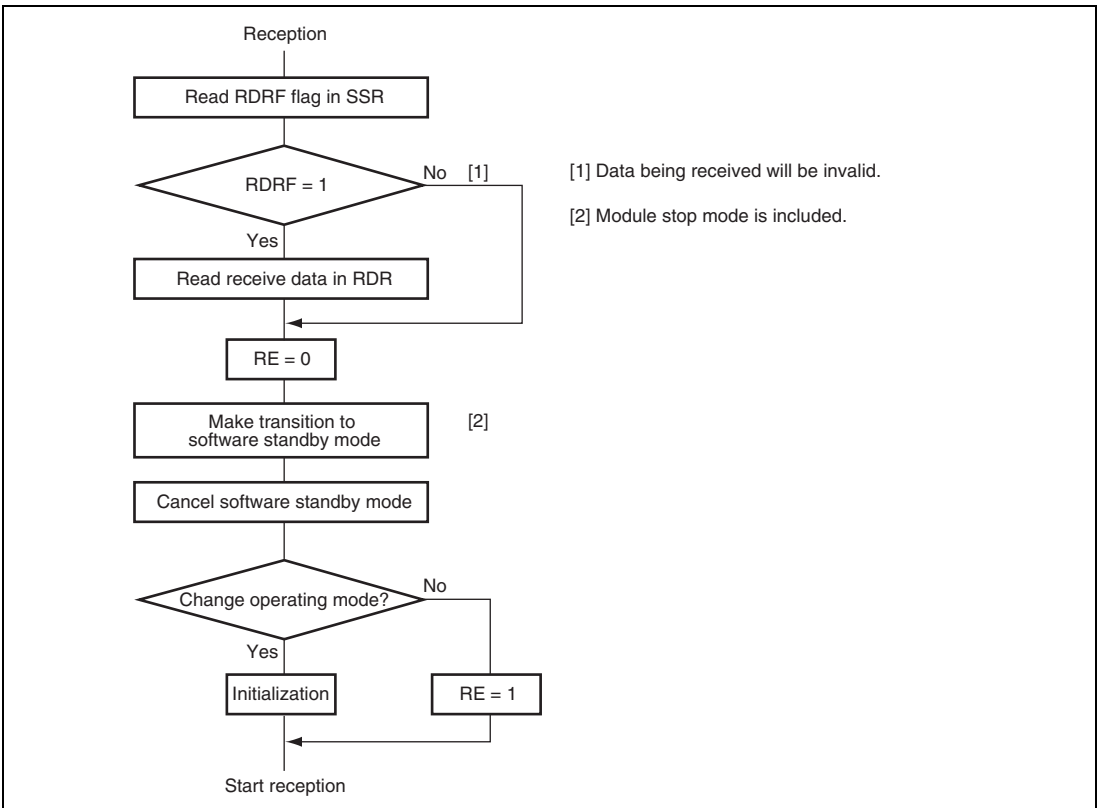 Reception
Read RDRF flag in SSR
RDRF = 1
No [1]
[1] Data being received will be invalid.
[2] Module stop mode is included.
Yes
Read receive data in RDR
RE = 0
Make transition to
software standby mode
[2]
Cancel software standby mode
Change operating mode?
No
Yes
Initialization
RE = 1
Start reception